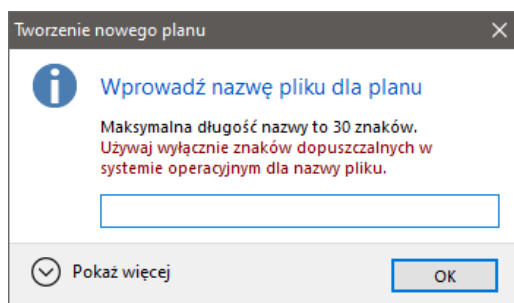 Tworzenie nowego planu
Wprowadź nazwę pliku dla planu
Maksymalna długość nazwy to 30 znaków.
Używaj wyłącznie znaków dopuszczalnych w
systemie operacyjnym dla nazwy pliku.
Pokaż więcej
OK